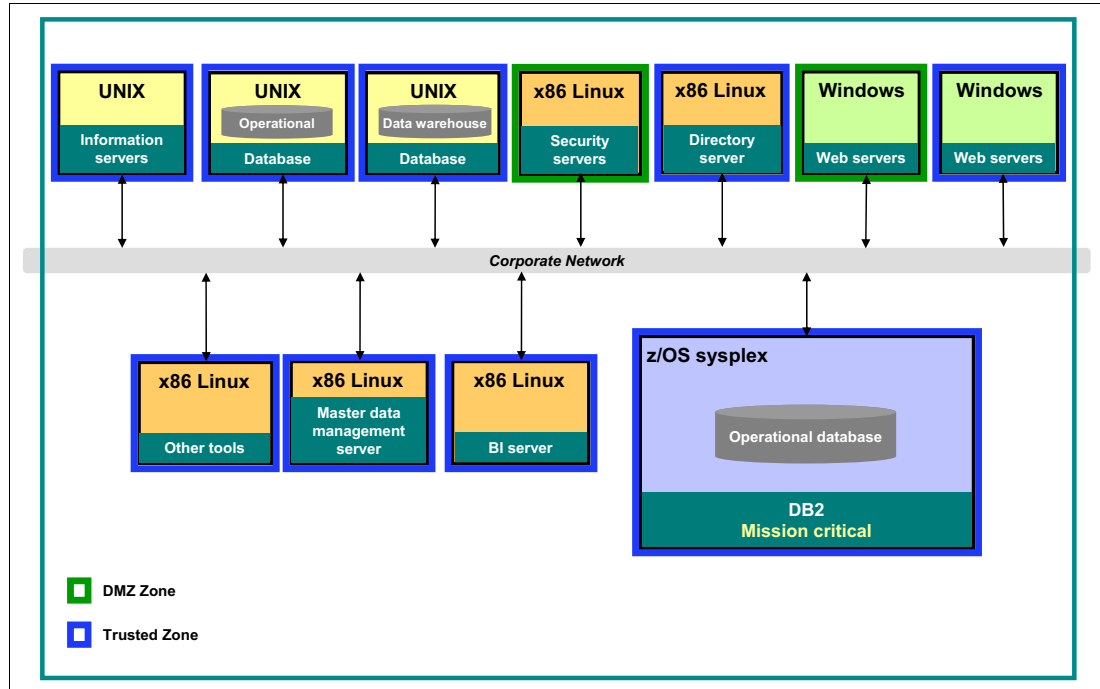 UNIX
Information
servers
UNIX
Operational
Database
UNIX
Data warehouse
Database
x86 Linux
Security
servers
x86 Linux
Directory
server
Windows
Web servers
Windows
Web servers
Corporate Network
x86 Linux
Other tools
x86 Linux
Master data
management
server
x86 Linux
BI server
z/OS sysplex
Operational database
DB2
Mission critical
DMZ Zone
Trusted Zone